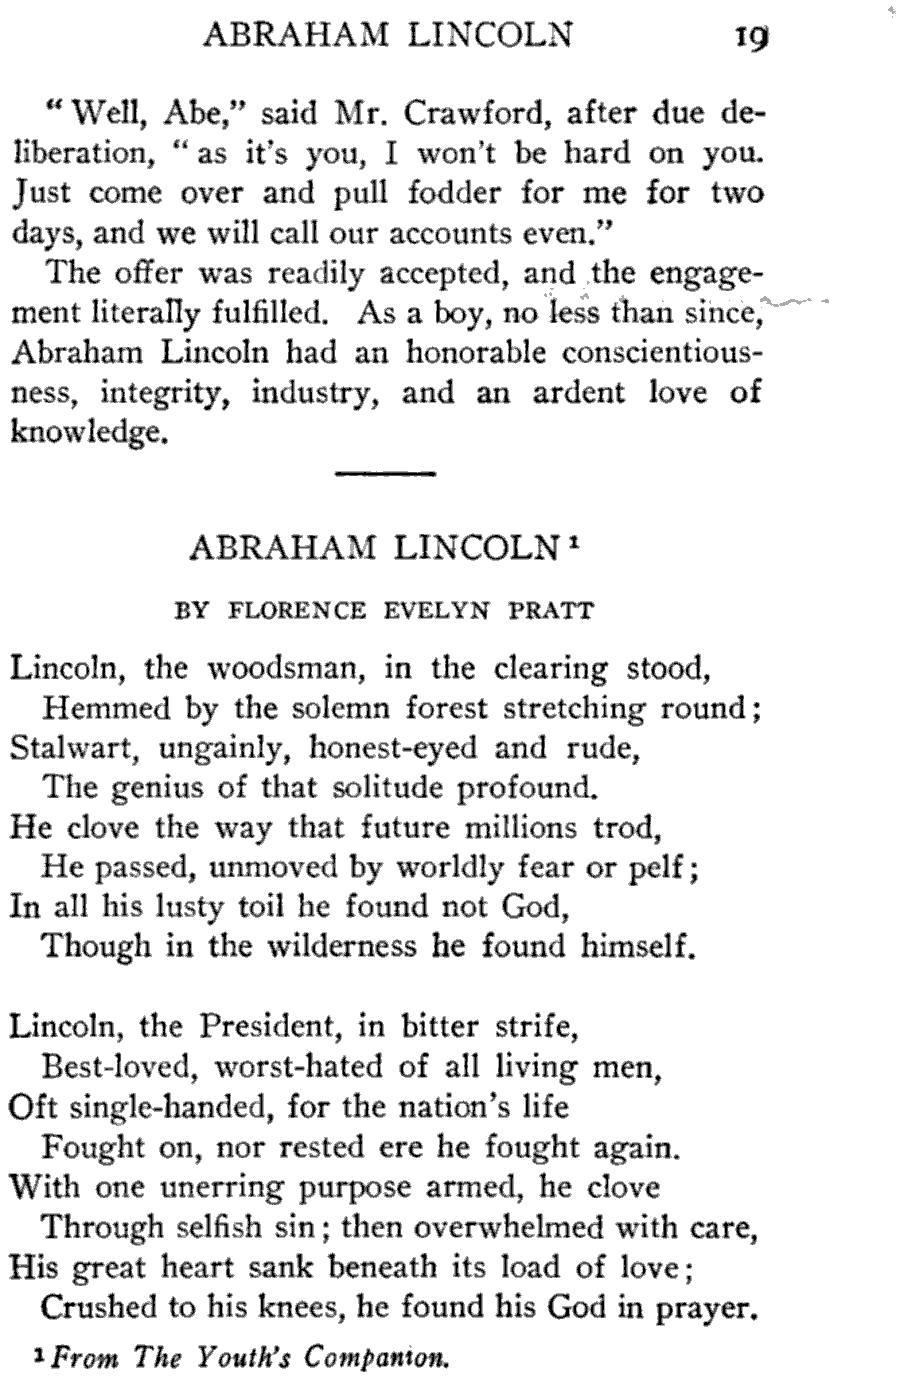 ABRAHAM LINCOLN 19
“Well, Abe,” said Mr. Crawford, after due de-
liberation, “as it's you, I won't be hard on you.
Just come over and pull fodder for me for two
days, and we will call our accounts even.”
The offer was readily accepted, and the engage-
ment literally fulfilled. As a boy, no less than since,
Abraham Lincoln had an honorable conscientious-
ness, integrity, industry, and an ardent love of
knowledge.
ABRAHAM LINCOLN¹
BY FLORENCE EVELYN PRATT
Lincoln, the woodsman, in the clearing stood,
Hemmed by the solemn forest stretching round;
Stalwart, ungainly, honest-eyed and rude,
The genius of that solitude profound.
He clove the way that future millions trod,
He passed, unmoved by worldly fear or pelf;
In all his lusty toil he found not God,
Though in the wilderness he found himself.
Lincoln, the President, in bitter strife,
Best-loved, worst-hated of all living men,
Oft single-handed, for the nation's life
Fought on, nor rested ere he fought again.
With one unerring purpose armed, he clove
Through selfish sin; then overwhelmed with care,
His great heart sank beneath its load of love;
Crushed to his knees, he found his God in prayer.
¹ From The Youth's Companion.